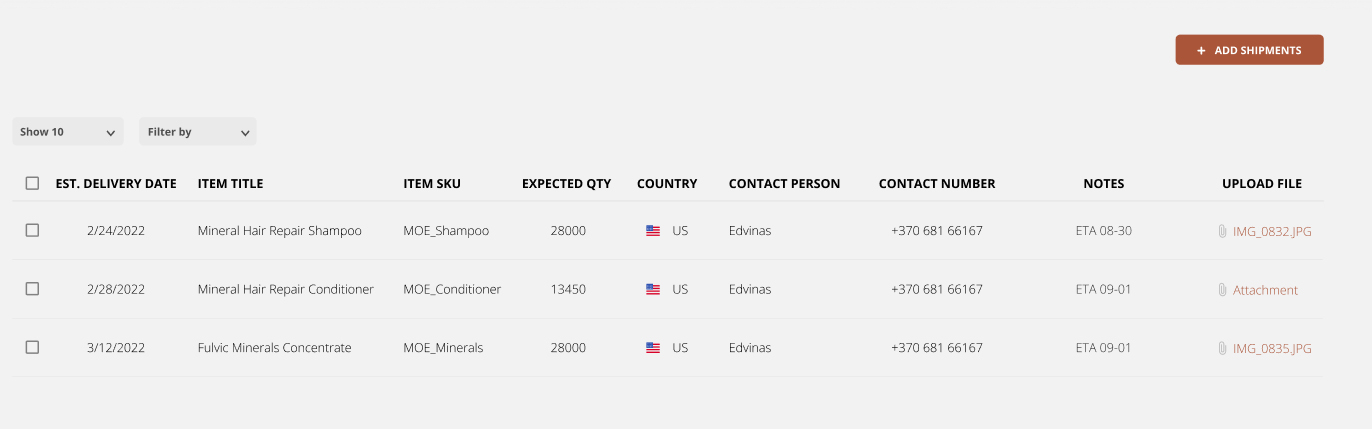 + ADD SHIPMENTS
Show 10 Filter by
EST. DELIVERY DATE ITEM TITLE ITEM SKU EXPECTED QTY COUNTRY CONTACT PERSON CONTACT NUMBER NOTES UPLOAD FILE
2/24/2022 Mineral Hair Repair Shampoo MOE_Shampoo 28000 US Edvinas +370 681 66167 ETA 08-30 IMG_0832.JPG
2/28/2022 Mineral Hair Repair Conditioner MOE_Conditioner 13450 US Edvinas +370 681 66167 ETA 09-01 Attachment
3/12/2022 Fulvic Minerals Concentrate MOE_Minerals 28000 US Edvinas +370 681 66167 ETA 09-01 IMG_0835.JPG